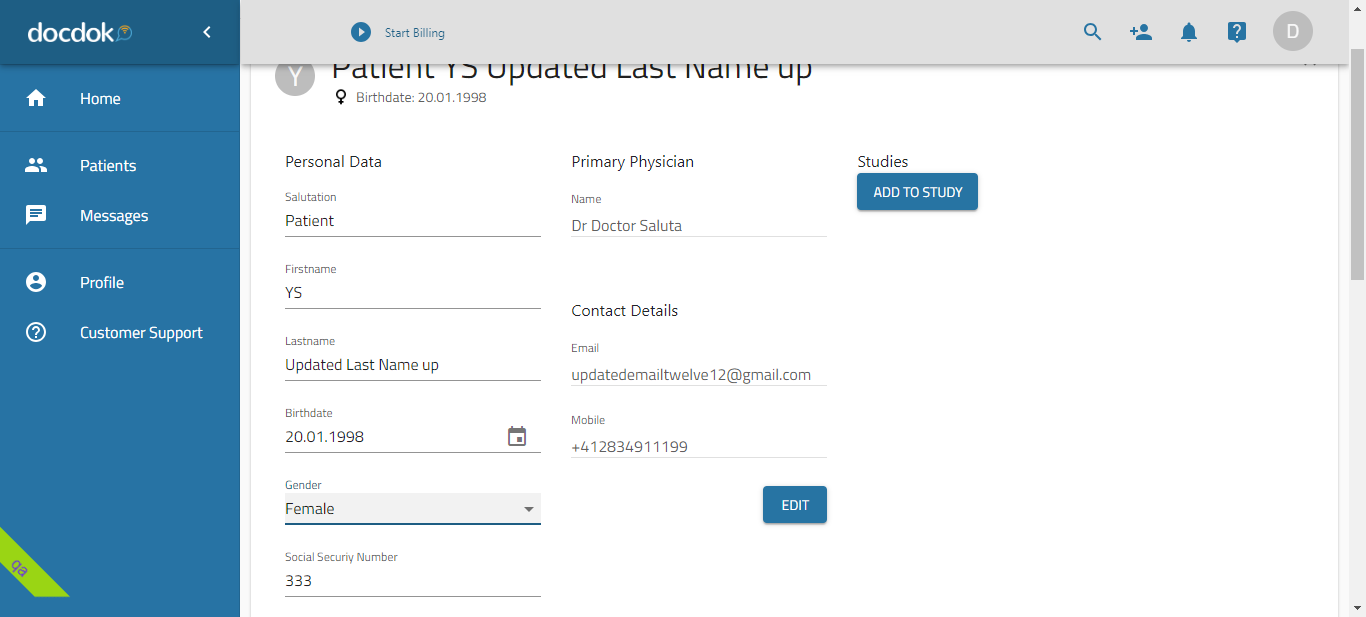 docdok
Start Billing
D
Home
Patients
Messages
Profile
Customer Support
qa
Y
Patient YS Updated Last Name up
Birthdate: 20.01.1998
Personal Data
Salutation
Patient
Firstname
YS
Lastname
Updated Last Name up
Birthdate
20.01.1998
Gender
Female
Social Securiy Number
333
Primary Physician
Name
Dr Doctor Saluta
Contact Details
Email
updatedemailtwelve12@gmail.com
Mobile
+412834911199
EDIT
Studies
ADD TO STUDY